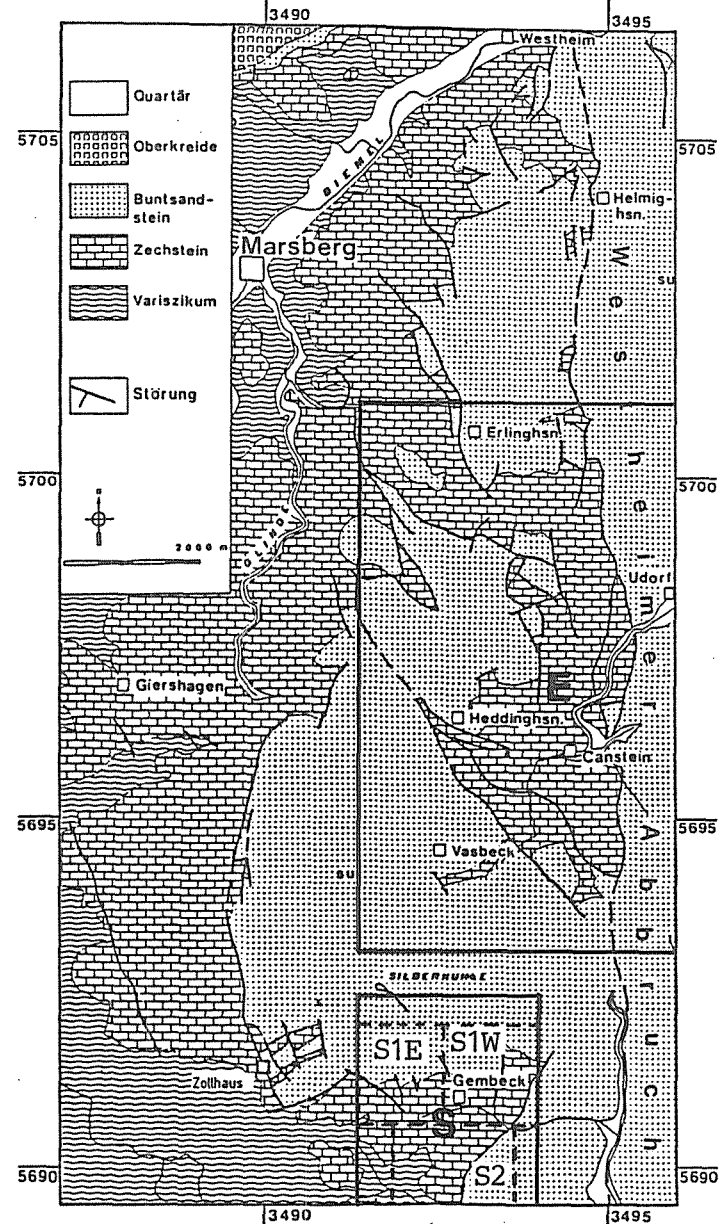 3490
3495
Westheim
Quartär
5705
5705
Oberkreide
DIEMEL
Buntsand-
stein
Helmig-
hsn.
Marsberg
Zechstein
su
Variszikum
Störung
Erlinghsn.
5700
5700
2000 m
Udorf
Giershagen
E
Heddinghsn.
Canstein
5695
5695
Vasbeck
su
Westheimer Abbruch
S1E
S1W
Zollhaus
Gembeck
S
5690
S2
5690
3490
3495